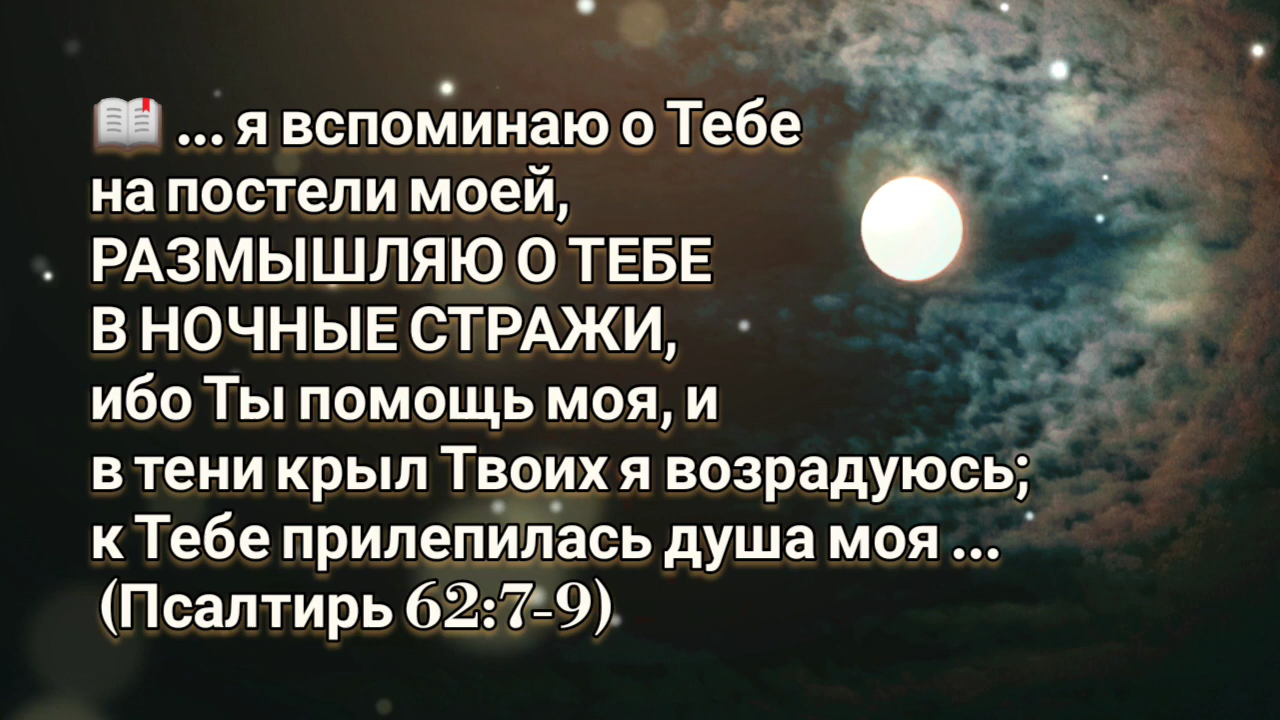 📖 ... я вспоминаю о Тебе
на постели моей,
РАЗМЫШЛЯЮ О ТЕБЕ
В НОЧНЫЕ СТРАЖИ,
ибо Ты помощь моя, и
в тени крыл Твоих я возрадуюсь;
к Тебе прилепилась душа моя ...
(Псалтирь 62:7-9)